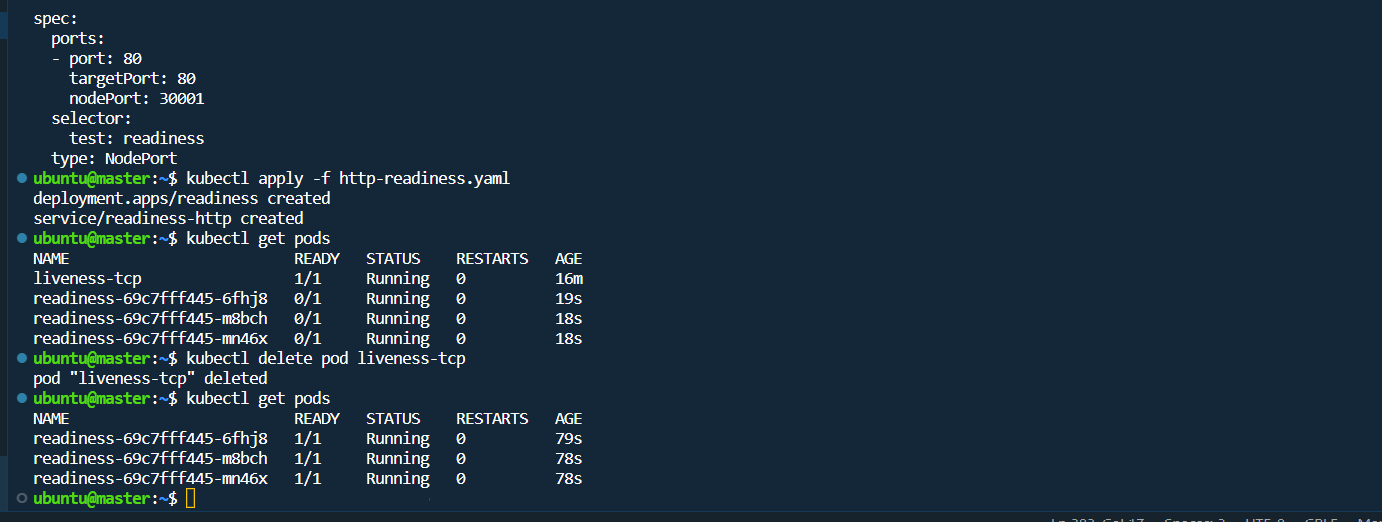 spec:
  ports:
  - port: 80
    targetPort: 80
    nodePort: 30001
  selector:
    test: readiness
  type: NodePort
ubuntu@master:~$ kubectl apply -f http-readiness.yaml
deployment.apps/readiness created
service/readiness-http created
ubuntu@master:~$ kubectl get pods
NAME                         READY   STATUS    RESTARTS   AGE
liveness-tcp                 1/1     Running   0          16m
readiness-69c7fff445-6fhj8   0/1     Running   0          19s
readiness-69c7fff445-m8bch   0/1     Running   0          18s
readiness-69c7fff445-mn46x   0/1     Running   0          18s
ubuntu@master:~$ kubectl delete pod liveness-tcp
pod "liveness-tcp" deleted
ubuntu@master:~$ kubectl get pods
NAME                         READY   STATUS    RESTARTS   AGE
readiness-69c7fff445-6fhj8   1/1     Running   0          79s
readiness-69c7fff445-m8bch   1/1     Running   0          78s
readiness-69c7fff445-mn46x   1/1     Running   0          78s
ubuntu@master:~$